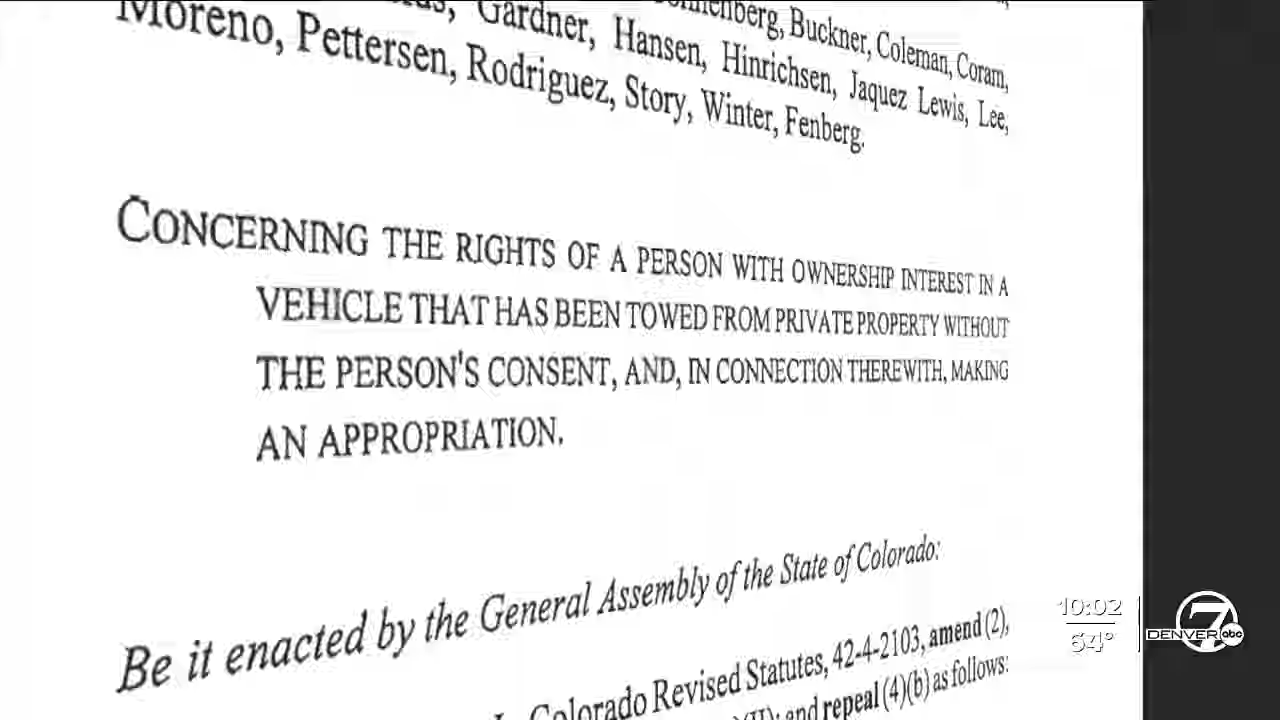 Gardner, Hansen, Hinrichsen, Buckner, Coleman, Coram,
Moreno, Pettersen, Rodriguez, Story, Winter, Fenberg. Jaquez Lewis, Lee,
CONCERNING THE RIGHTS OF A PERSON WITH OWNERSHIP INTEREST IN A
VEHICLE THAT HAS BEEN TOWED FROM PRIVATE PROPERTY WITHOUT
THE PERSON'S CONSENT, AND, IN CONNECTION THEREWITH, MAKING
AN APPROPRIATION.
Be it enacted by the General Assembly of the State of Colorado:
Colorado Revised Statutes, 42-4-2103, amend (2),
and repeal (4)(b) as follows:
10:02
64°
7
DENVER abc